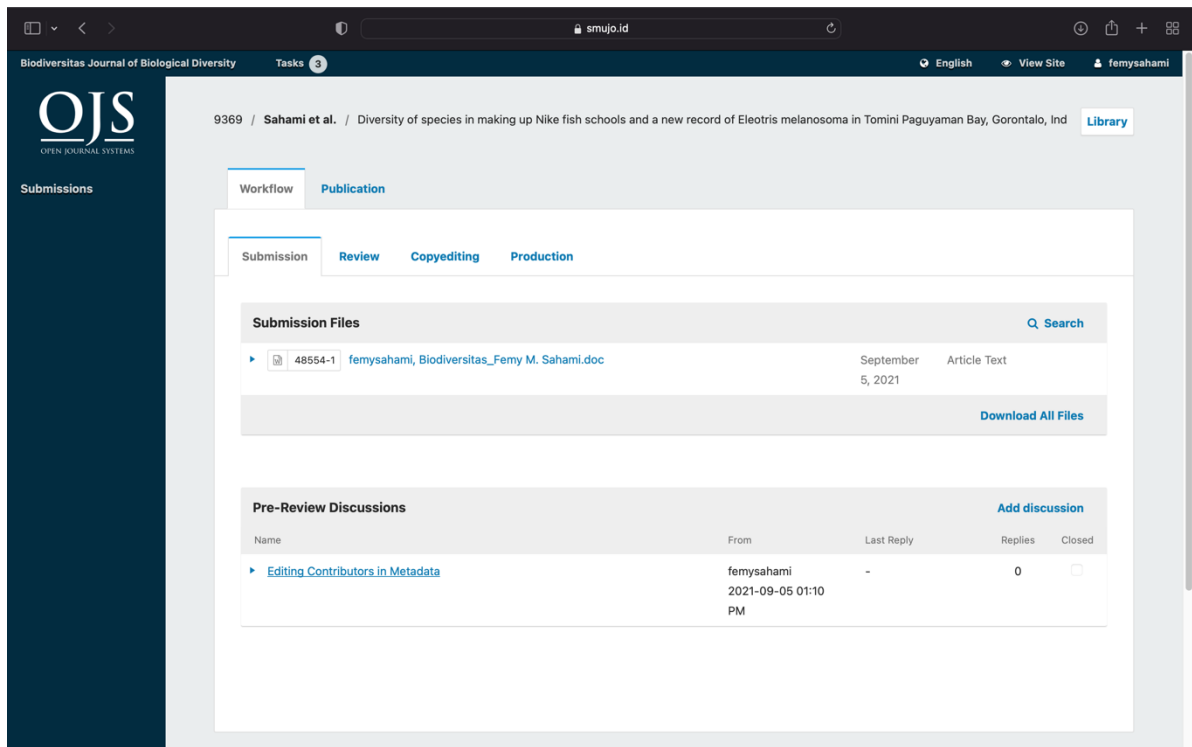 smujo.id
Biodiversitas Journal of Biological Diversity Tasks 3 English View Site femysahami
OJS
OPEN JOURNAL SYSTEMS
9369 / Sahami et al. / Diversity of species in making up Nike fish schools and a new record of Eleotris melanosoma in Tomini Paguyaman Bay, Gorontalo, Ind Library
Submissions
Workflow Publication
Submission Review Copyediting Production
Submission Files Search
48554-1 femysahami, Biodiversitas_Femy M. Sahami.doc September Article Text
5, 2021
Download All Files
Pre-Review Discussions Add discussion
Name From Last Reply Replies Closed
Editing Contributors in Metadata femysahami - 0
2021-09-05 01:10
PM